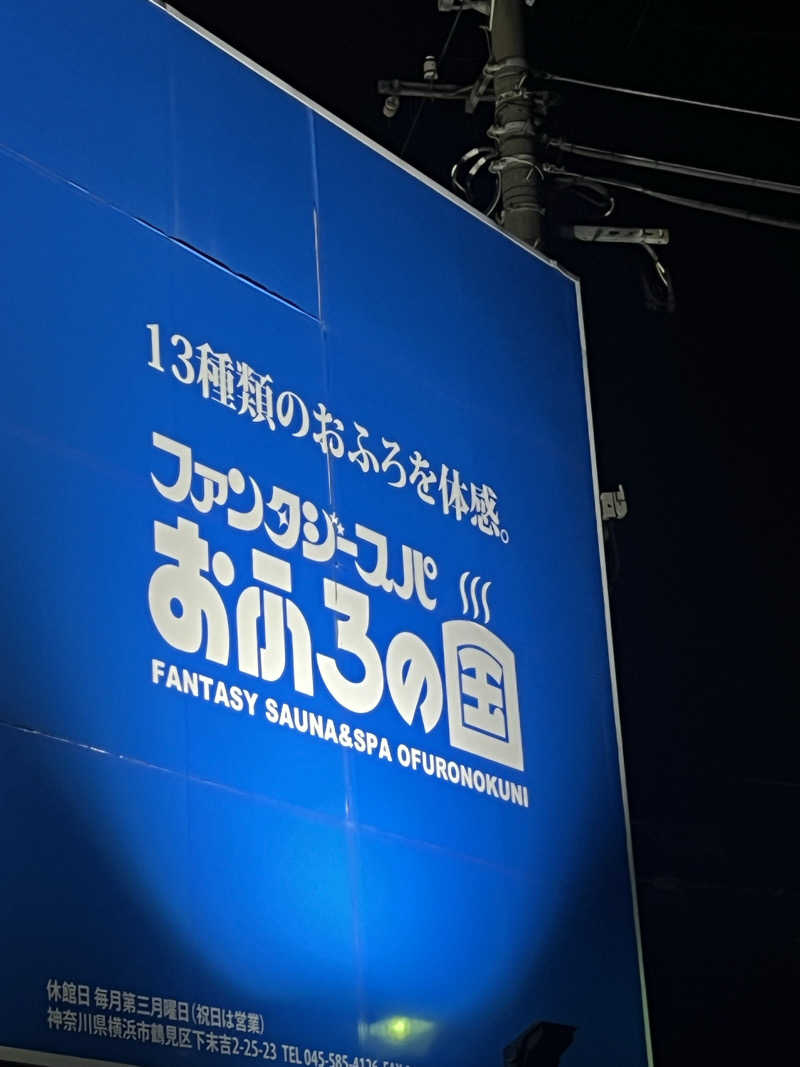 13種類のおふろを体感。
ファンタジースパ
おふろの国
FANTASY SAUNA&SPA OFURONOKUNI
休館日 毎月第三月曜日(祝日は営業)
神奈川県横浜市鶴見区下末吉2-25-23 TEL 045-585-4126 FAX